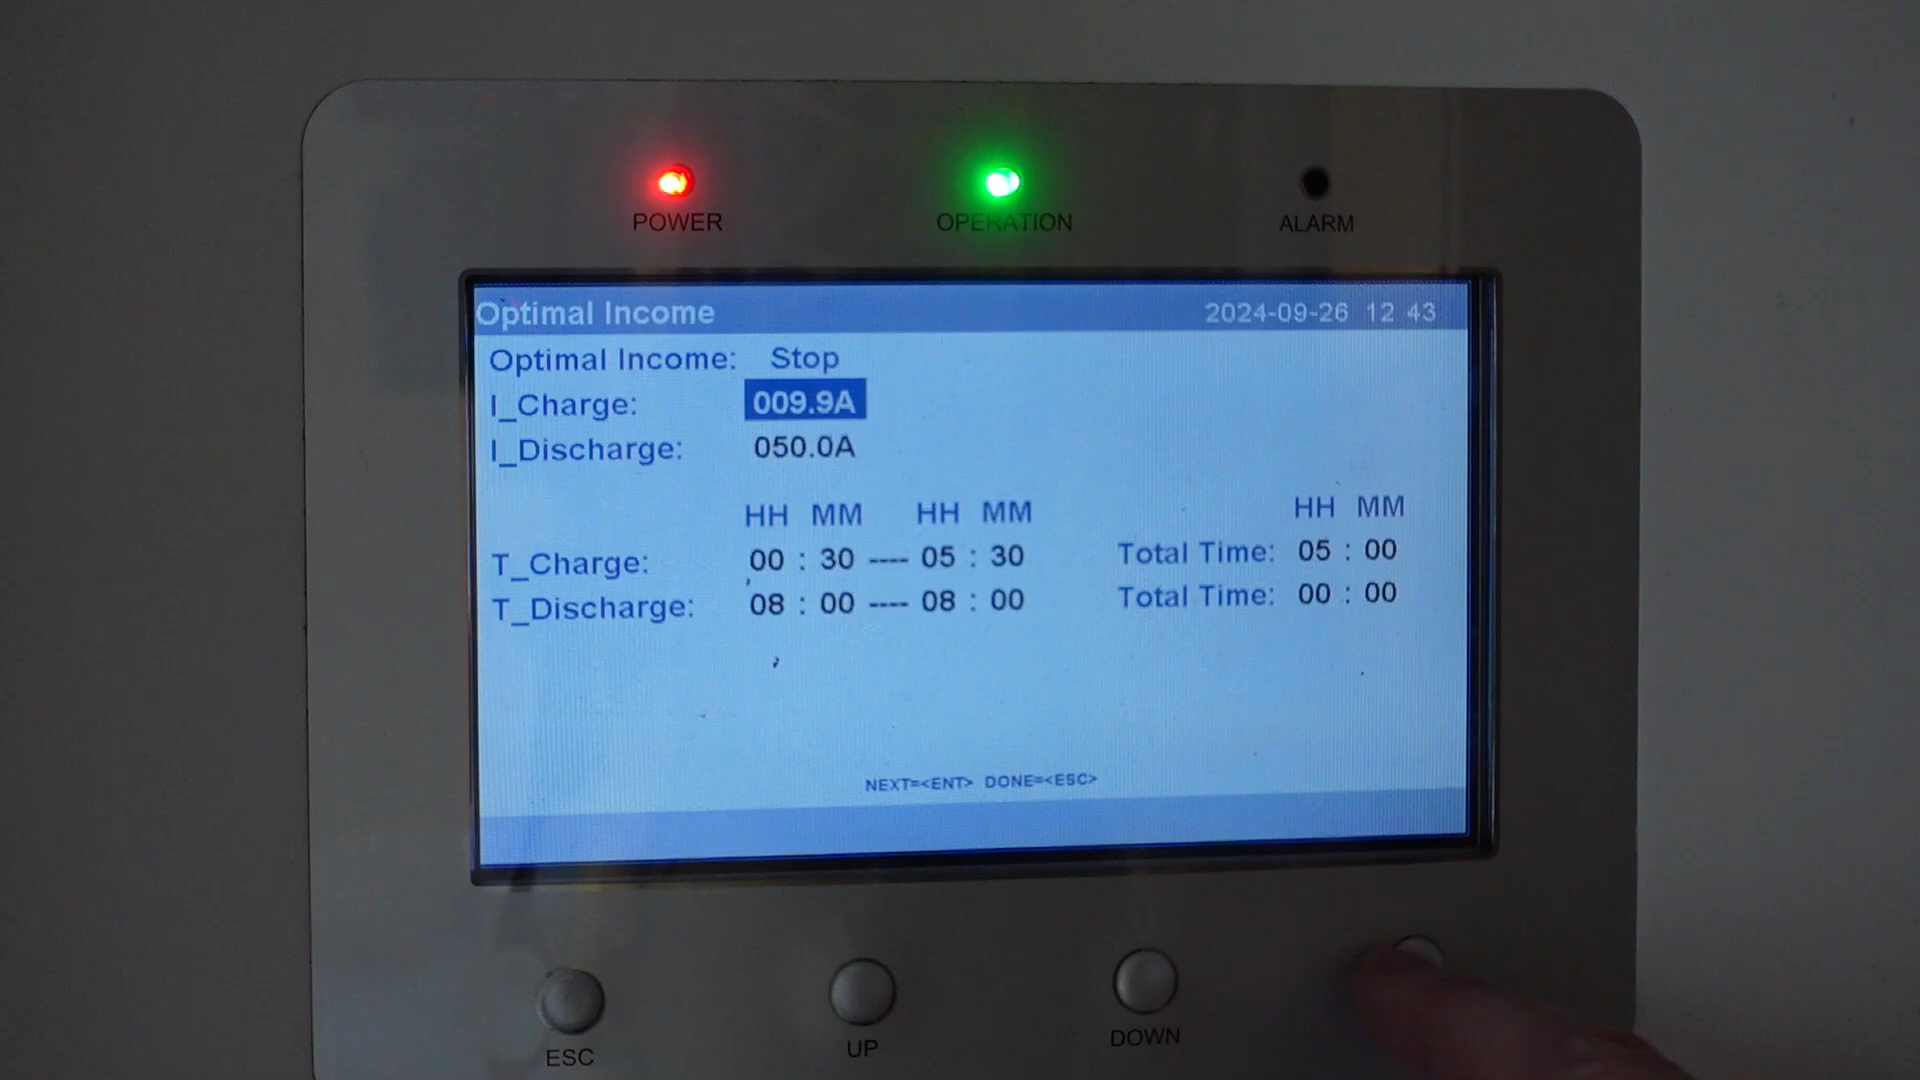 POWER OPERATION ALARM
Optimal Income 2024-09-26 12 43
Optimal Income: Stop
I_Charge: 009.9A
I_Discharge: 050.0A
HH MM HH MM HH MM
T_Charge: 00 : 30 ---- 05 : 30 Total Time: 05 : 00
T_Discharge: 08 : 00 ---- 08 : 00 Total Time: 00 : 00
NEXT=<ENT> DONE=<ESC>
ESC UP DOWN